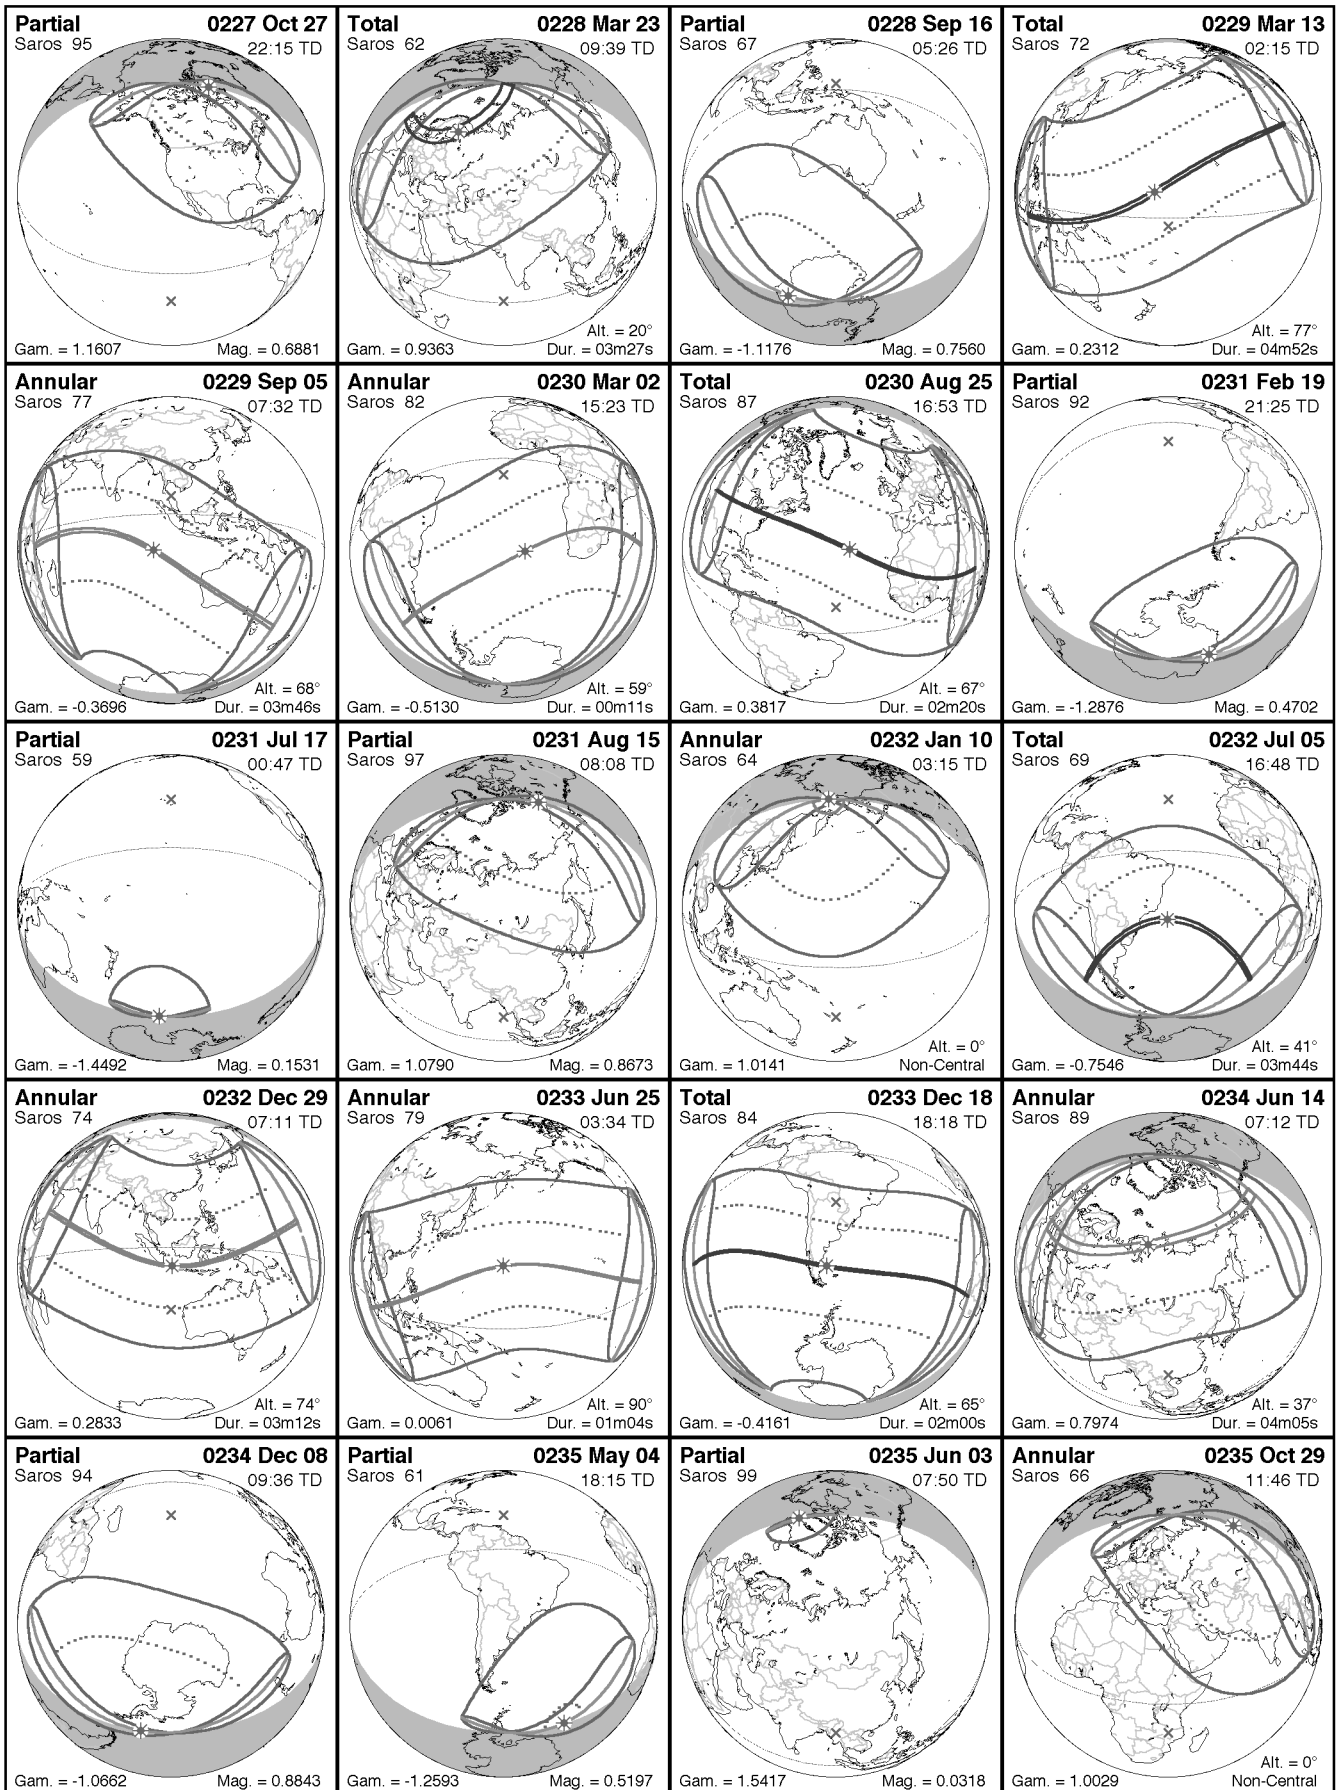 Partial 0227 Oct 27
Saros 95 22:15 TD
Gam. = 1.1607 Mag. = 0.6881
Total 0228 Mar 23
Saros 62 09:39 TD
Alt. = 20°
Gam. = 0.9363 Dur. = 03m27s
Partial 0228 Sep 16
Saros 67 05:26 TD
Gam. = -1.1176 Mag. = 0.7560
Total 0229 Mar 13
Saros 72 02:15 TD
Alt. = 77°
Gam. = 0.2312 Dur. = 04m52s
Annular 0229 Sep 05
Saros 77 07:32 TD
Alt. = 68°
Gam. = -0.3696 Dur. = 03m46s
Annular 0230 Mar 02
Saros 82 15:23 TD
Alt. = 59°
Gam. = -0.5130 Dur. = 00m11s
Total 0230 Aug 25
Saros 87 16:53 TD
Alt. = 67°
Gam. = 0.3817 Dur. = 02m20s
Partial 0231 Feb 19
Saros 92 21:25 TD
Gam. = -1.2876 Mag. = 0.4702
Partial 0231 Jul 17
Saros 59 00:47 TD
Gam. = -1.4492 Mag. = 0.1531
Partial 0231 Aug 15
Saros 97 08:08 TD
Gam. = 1.0790 Mag. = 0.8673
Annular 0232 Jan 10
Saros 64 03:15 TD
Alt. = 0°
Gam. = 1.0141 Non-Central
Total 0232 Jul 05
Saros 69 16:48 TD
Alt. = 41°
Gam. = -0.7546 Dur. = 03m44s
Annular 0232 Dec 29
Saros 74 07:11 TD
Alt. = 74°
Gam. = 0.2833 Dur. = 03m12s
Annular 0233 Jun 25
Saros 79 03:34 TD
Alt. = 90°
Gam. = 0.0061 Dur. = 01m04s
Total 0233 Dec 18
Saros 84 18:18 TD
Alt. = 65°
Gam. = -0.4161 Dur. = 02m00s
Annular 0234 Jun 14
Saros 89 07:12 TD
Alt. = 37°
Gam. = 0.7974 Dur. = 04m05s
Partial 0234 Dec 08
Saros 94 09:36 TD
Gam. = -1.0662 Mag. = 0.8843
Partial 0235 May 04
Saros 61 18:15 TD
Gam. = -1.2593 Mag. = 0.5197
Partial 0235 Jun 03
Saros 99 07:50 TD
Gam. = 1.5417 Mag. = 0.0318
Annular 0235 Oct 29
Saros 66 11:46 TD
Alt. = 0°
Gam. = 1.0029 Non-Central